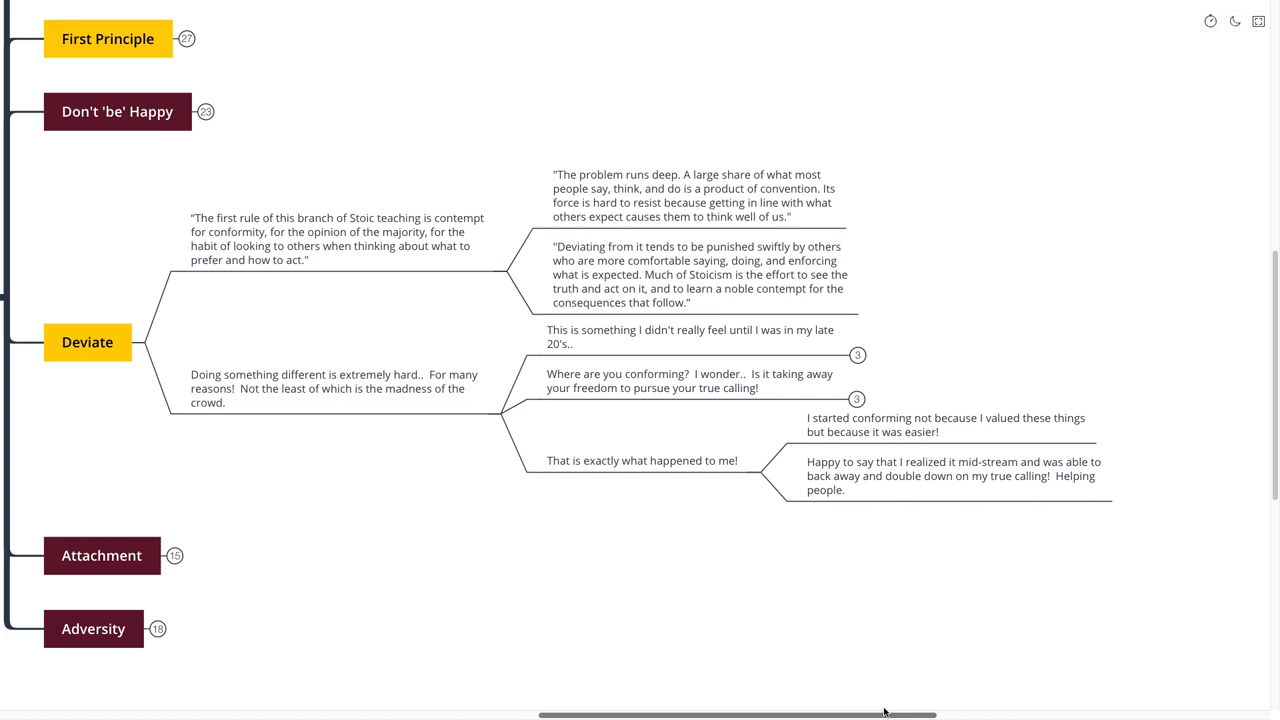 First Principle
27
Don't 'be' Happy
23
"The problem runs deep. A large share of what most
people say, think, and do is a product of convention. Its
force is hard to resist because getting in line with what
others expect causes them to think well of us."
“The first rule of this branch of Stoic teaching is contempt
for conformity, for the opinion of the majority, for the
habit of looking to others when thinking about what to
prefer and how to act."
"Deviating from it tends to be punished swiftly by others
who are more comfortable saying, doing, and enforcing
what is expected. Much of Stoicism is the effort to see the
truth and act on it, and to learn a noble contempt for the
consequences that follow.”
Deviate
This is something I didn't really feel until I was in my late
20's..
3
Doing something different is extremely hard..  For many
reasons!  Not the least of which is the madness of the
crowd.
Where are you conforming?  I wonder..  Is it taking away
your freedom to pursue your true calling!
3
That is exactly what happened to me!
I started conforming not because I valued these things
but because it was easier!
Happy to say that I realized it mid-stream and was able to
back away and double down on my true calling!  Helping
people.
Attachment
15
Adversity
18